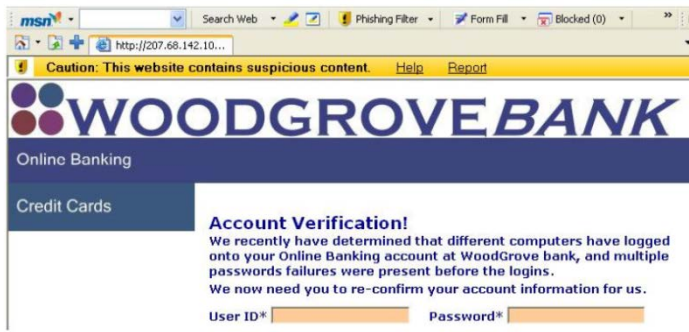 msn Search Web Phishing Filter Form Fill Blocked (0) »
http://207.68.142.10...
Caution: This website contains suspicious content. Help Report
WOODGROVE BANK
Online Banking
Credit Cards
Account Verification!
We recently have determined that different computers have logged
onto your Online Banking account at WoodGrove bank, and multiple
passwords failures were present before the logins.
We now need you to re-confirm your account information for us.
User ID* Password*